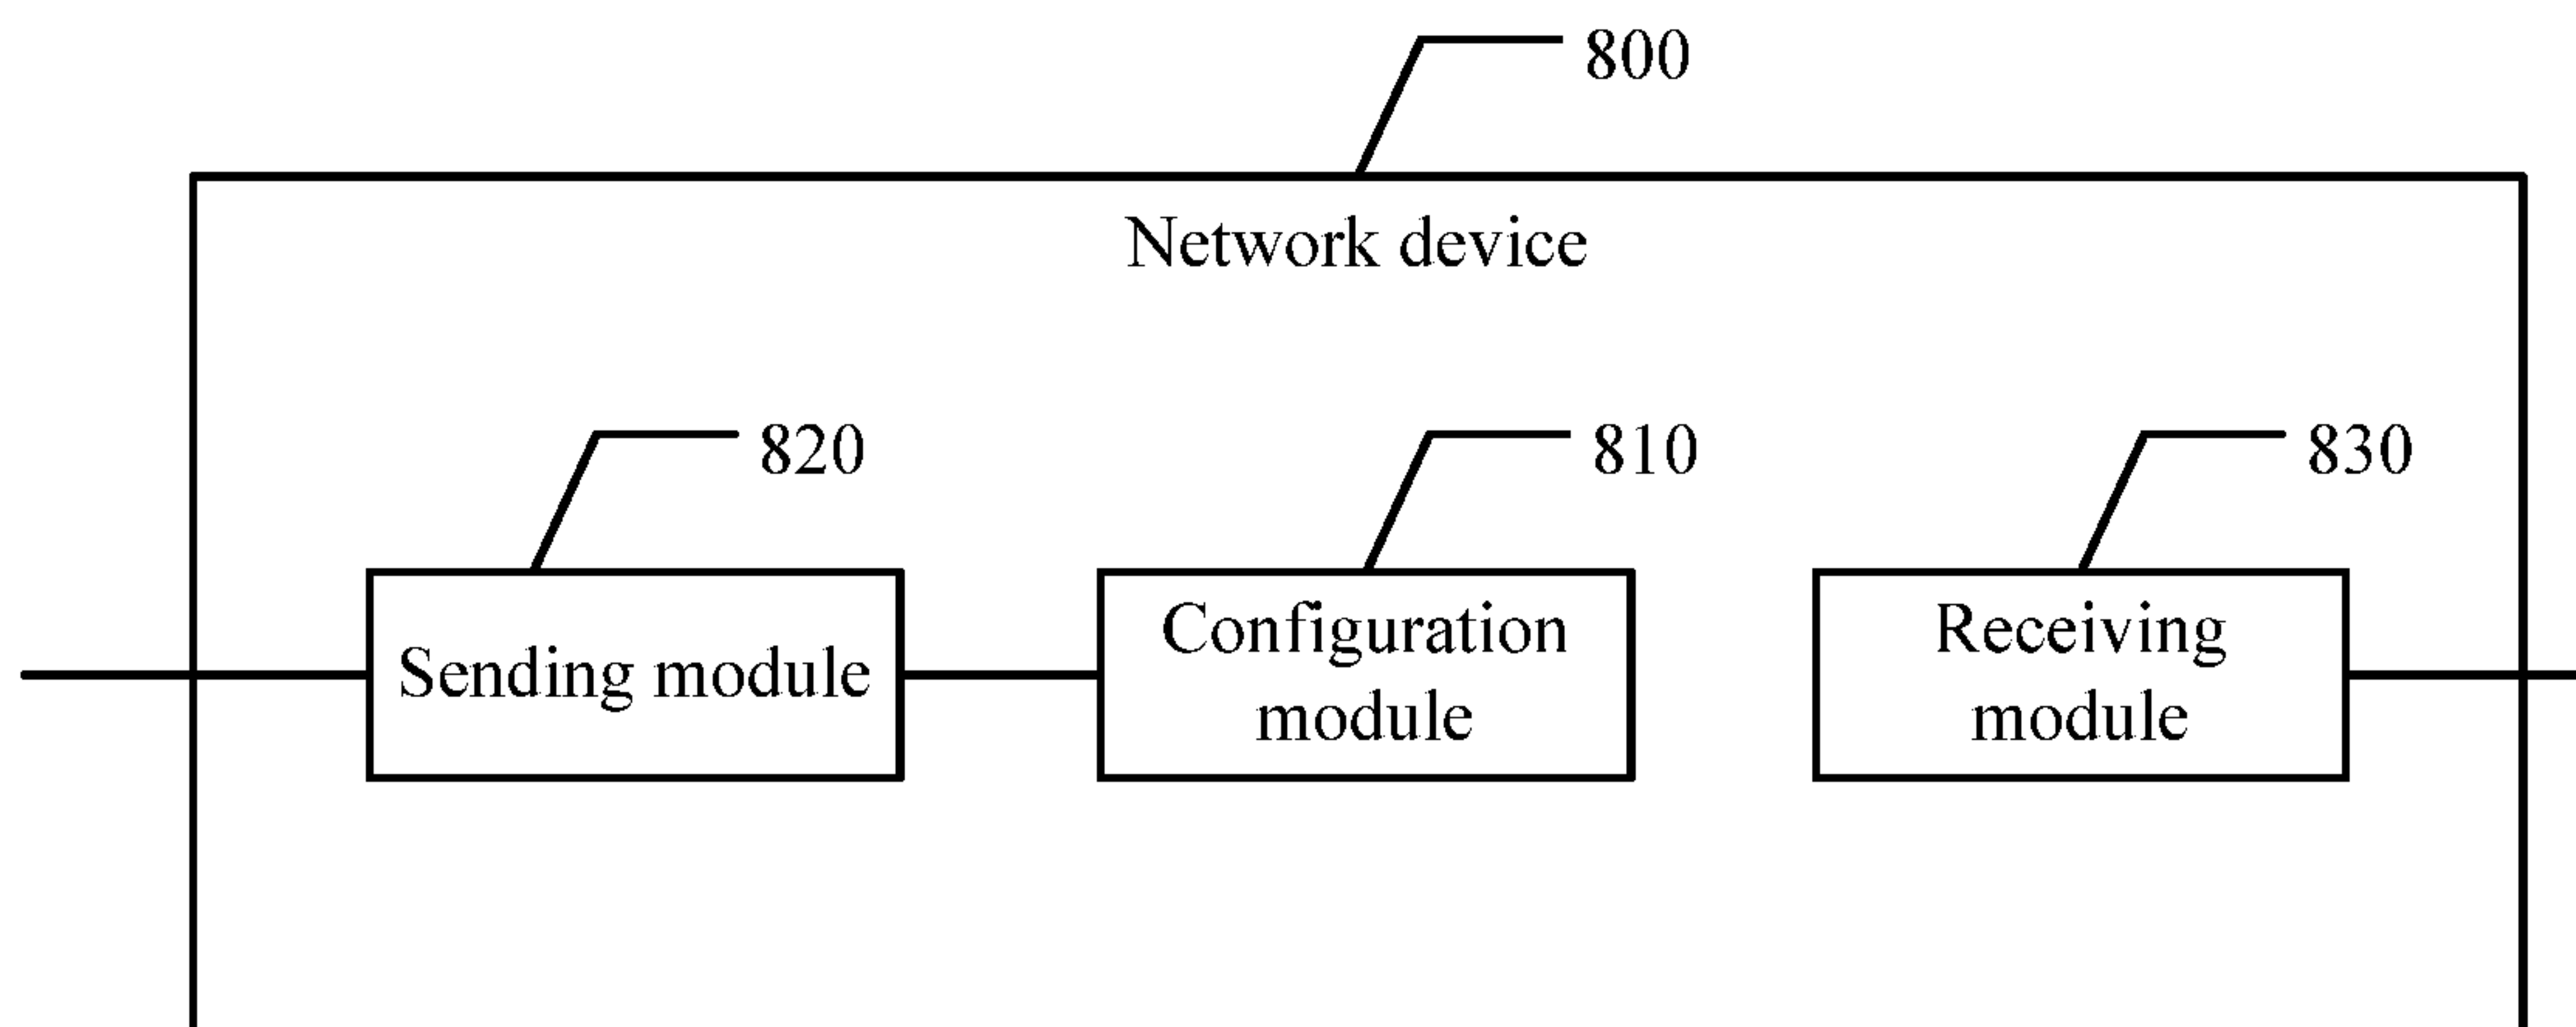 800
Network device
820
810
830
Sending module
Configuration
module
Receiving
module